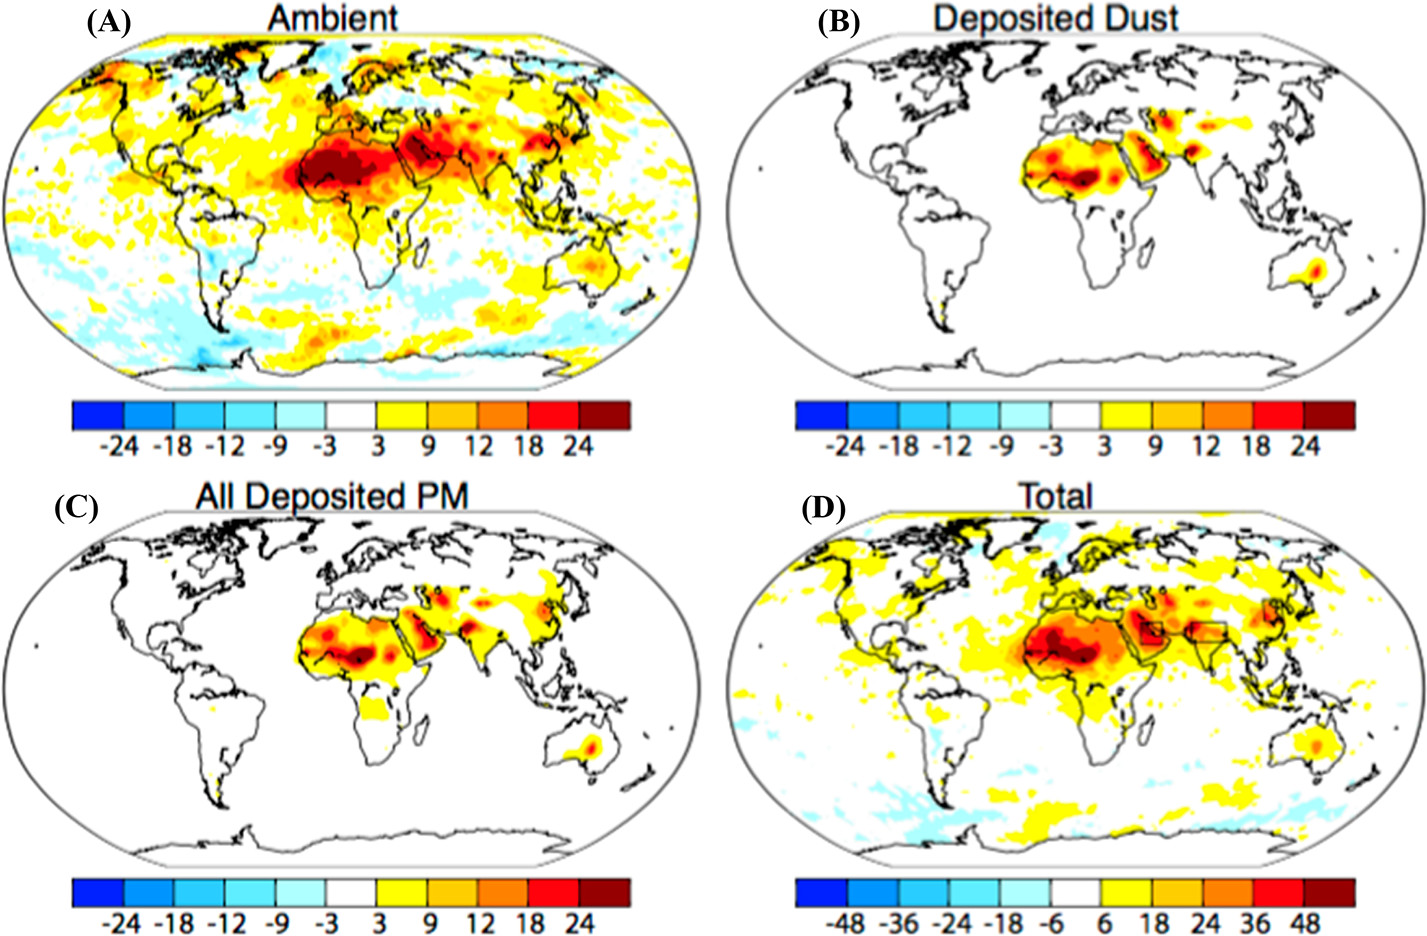 (A) Ambient
(B) Deposited Dust
-24 -18 -12 -9 -3 3 9 12 18 24
-24 -18 -12 -9 -3 3 9 12 18 24
(C) All Deposited PM
(D) Total
-24 -18 -12 -9 -3 3 9 12 18 24
-48 -36 -24 -18 -6 6 18 24 36 48